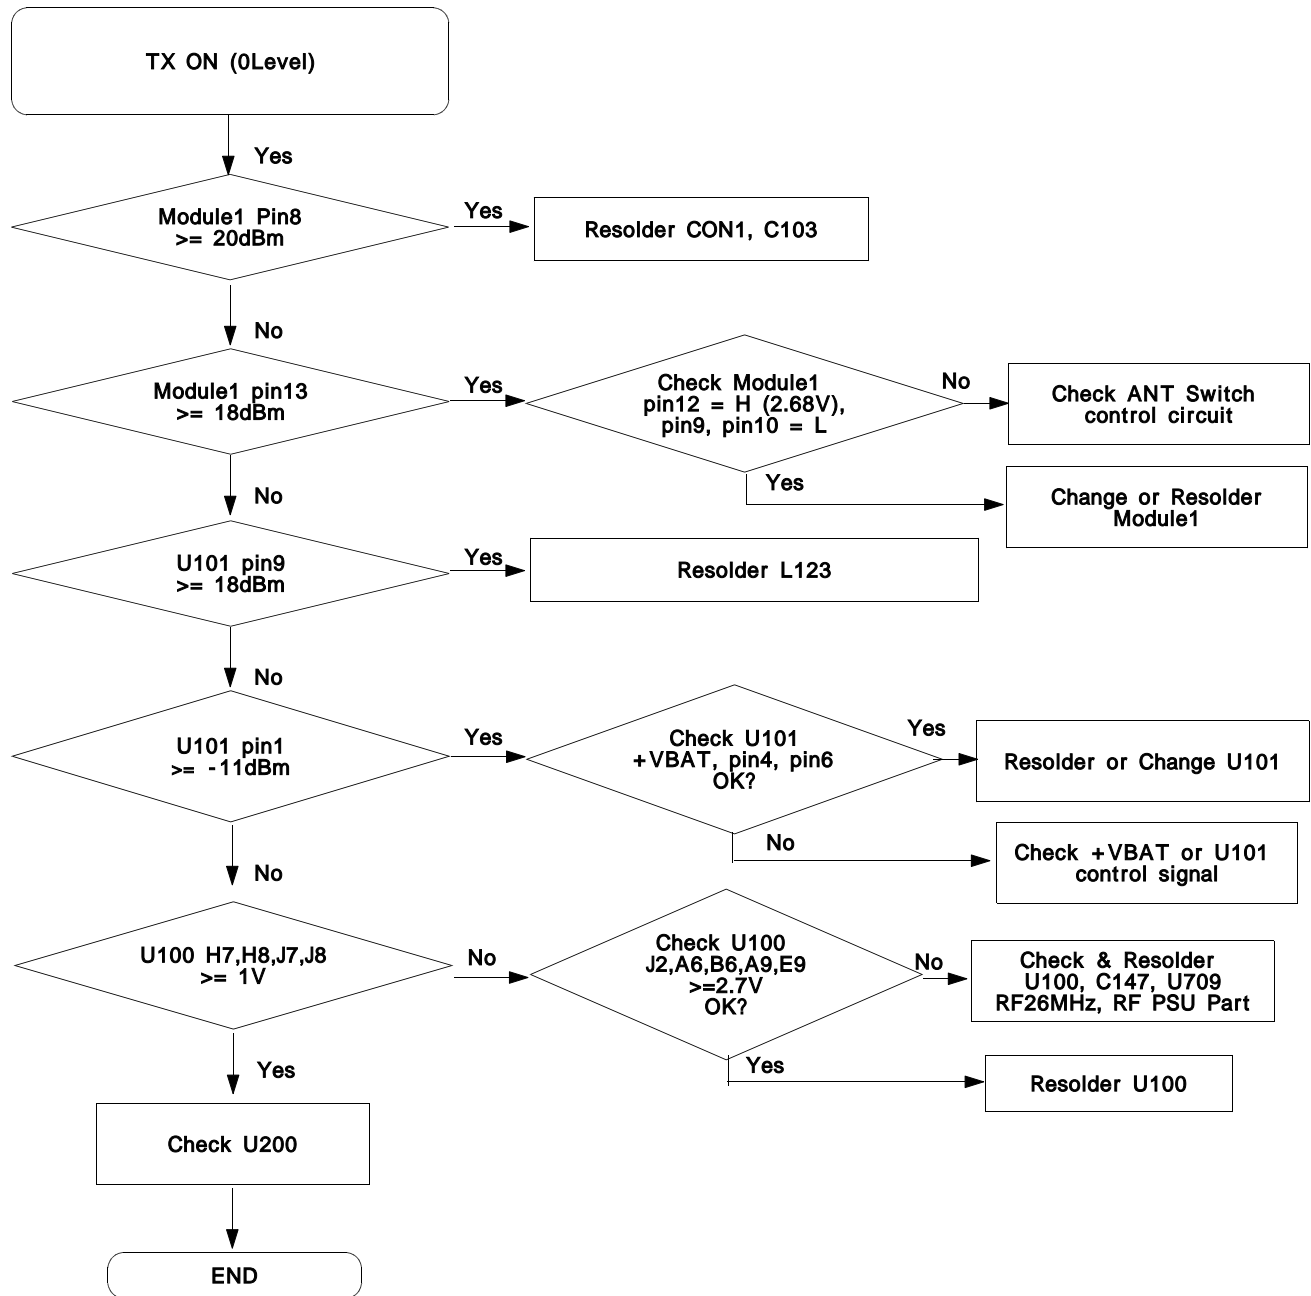 TX ON (0Level)
Yes
Module1 Pin8
>= 20dBm
Yes
Resolder CON1, C103
No
Module1 pin13
>= 18dBm
Yes
Check Module1
pin12 = H (2.68V),
pin9, pin10 = L
No
Check ANT Switch
control circuit
Yes
Change or Resolder
Module1
No
U101 pin9
>= 18dBm
Yes
Resolder L123
No
U101 pin1
>= -11dBm
Yes
Check U101
+VBAT, pin4, pin6
OK?
Yes
Resolder or Change U101
No
Check +VBAT or U101
control signal
No
U100 H7,H8,J7,J8
>= 1V
No
Check U100
J2,A6,B6,A9,E9
>=2.7V
OK?
No
Check & Resolder
U100, C147, U709
RF26MHz, RF PSU Part
Yes
Resolder U100
Yes
Check U200
END